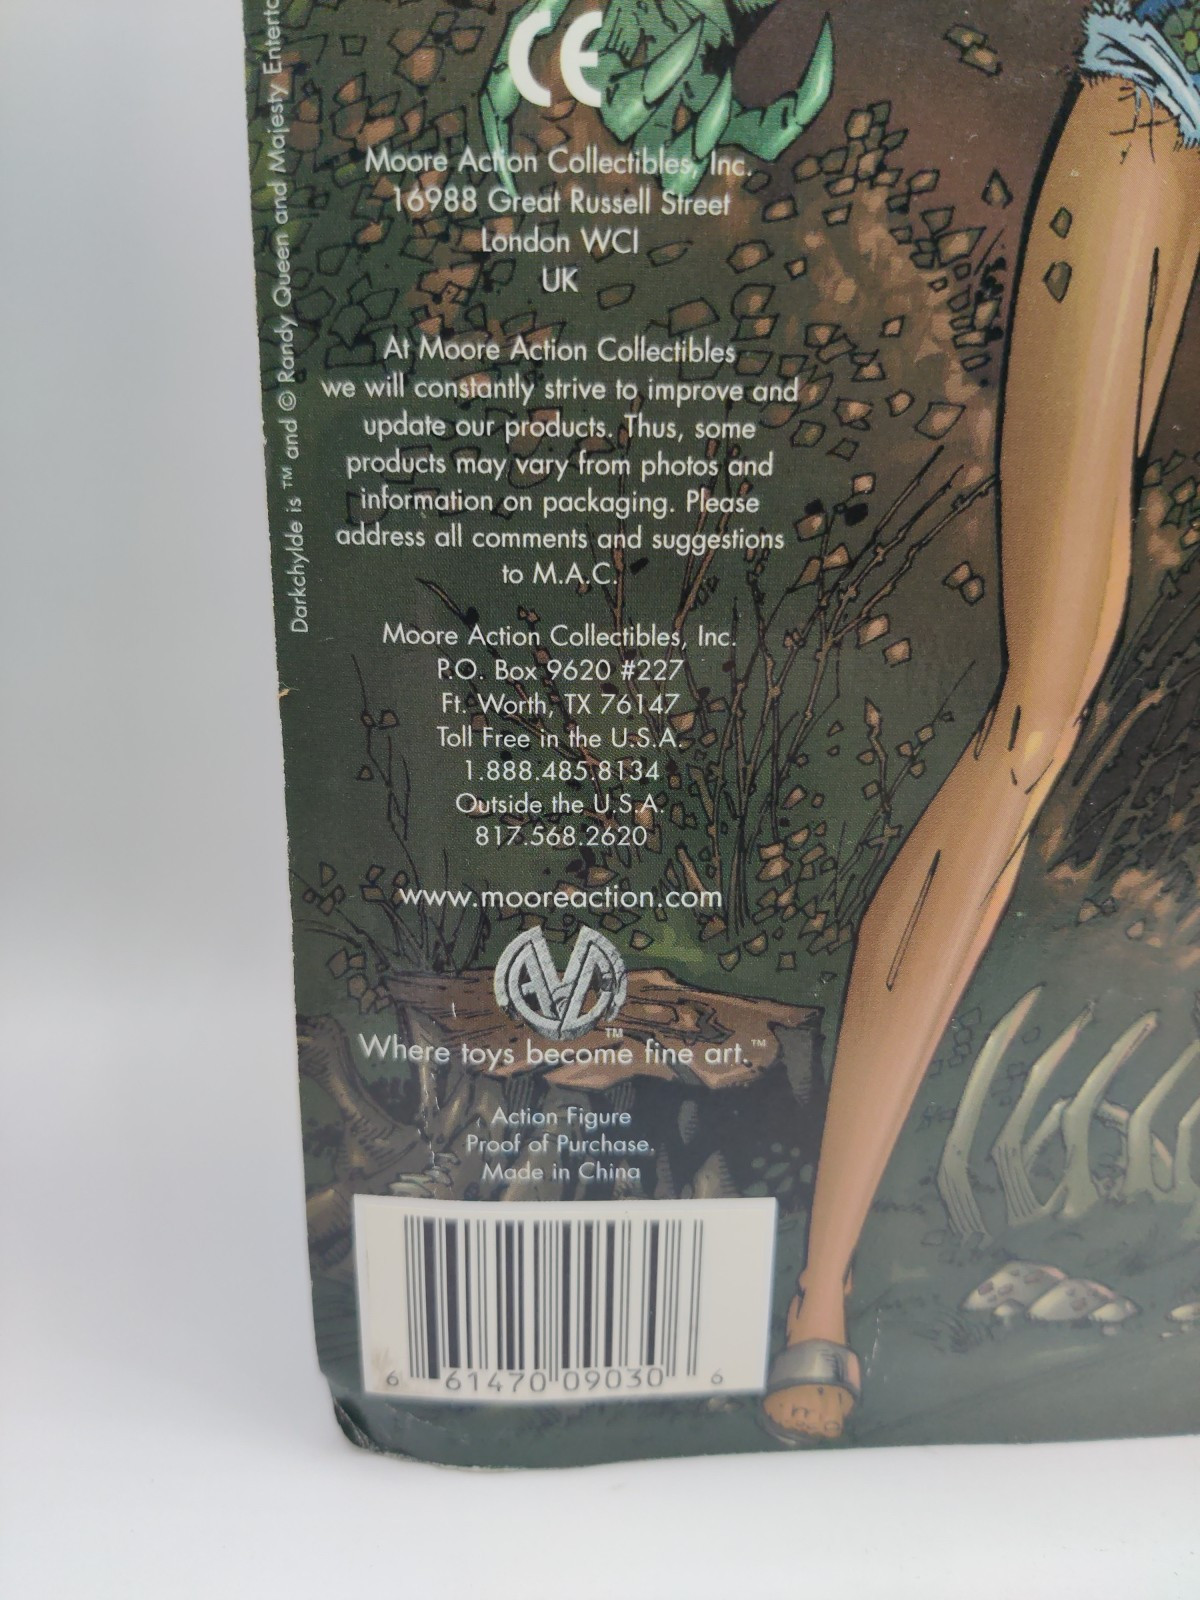 CE
Moore Action Collectibles, Inc.
16988 Great Russell Street
London WCI
UK
At Moore Action Collectibles
we will constantly strive to improve and
update our products. Thus, some
products may vary from photos and
information on packaging. Please
address all comments and suggestions
to M.A.C.
Moore Action Collectibles, Inc.
P.O. Box 9620 #227
Ft. Worth, TX 76147
Toll Free in the U.S.A.
1.888.485.8134
Outside the U.S.A.
817.568.2620
www.mooreaction.com
TM
Where toys become fine art.™
Action Figure
Proof of Purchase.
Made in China
6 61470 09030 6
Darkchylde is ™ and © Randy Queen and Majesty